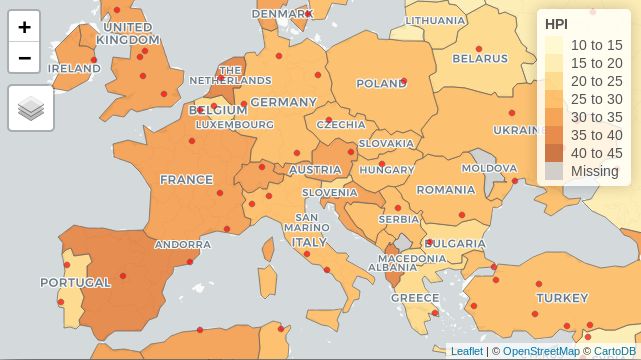 +
−
HPI
10 to 15
15 to 20
20 to 25
25 to 30
30 to 35
35 to 40
40 to 45
Missing
DENMARK
LITHUANIA
UNITED
KINGDOM
IRELAND
THE
NETHERLANDS
BELARUS
POLAND
BELGIUM
GERMANY
LUXEMBOURG
CZECHIA
UKRAINE
SLOVAKIA
FRANCE
AUSTRIA
HUNGARY
MOLDOVA
SLOVENIA
ROMANIA
SAN
MARINO
SERBIA
ANDORRA
ITALY
BULGARIA
MACEDONIA
ALBANIA
PORTUGAL
GREECE
TURKEY
Leaflet | © OpenStreetMap © CartoDB